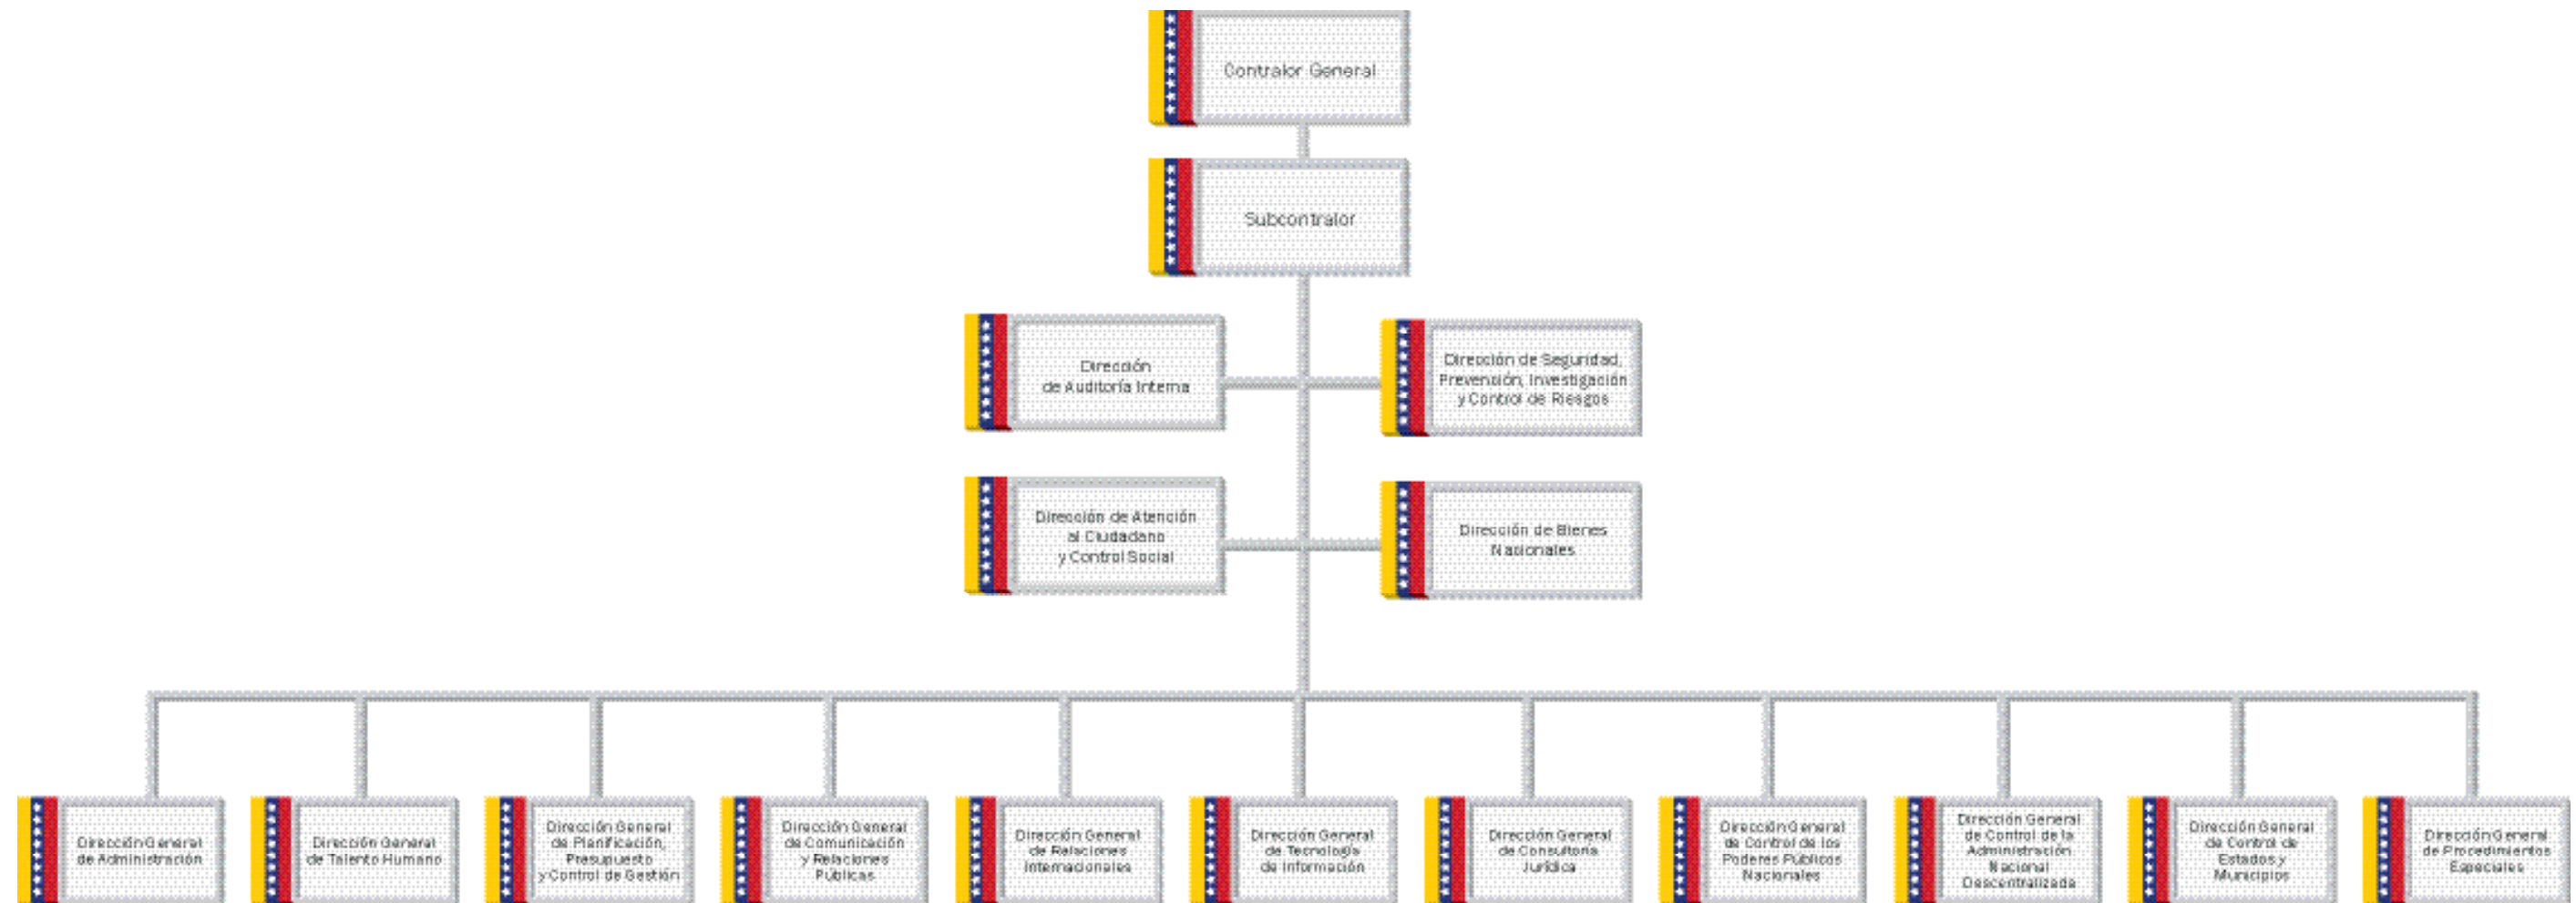 Contralor General
Subcontralor
Dirección
de Auditoría Interna
Dirección de Seguridad,
Prevención, Investigación
y Control de Riesgos
Dirección de Atención
al Ciudadano
y Control Social
Dirección de Bienes
Nacionales
Dirección General
de Administración
Dirección General
de Talento Humano
Dirección General
de Planificación,
Presupuesto
y Control de Gestión
Dirección General
de Comunicación
y Relaciones
Públicas
Dirección General
de Relaciones
Internacionales
Dirección General
de Tecnología
de Información
Dirección General
de Consultoría
Jurídica
Dirección General
de Control de los
Poderes Públicos
Nacionales
Dirección General
de Control de la
Administración
Nacional
Descentralizada
Dirección General
de Control de
Estados y
Municipios
Dirección General
de Procedimientos
Especiales